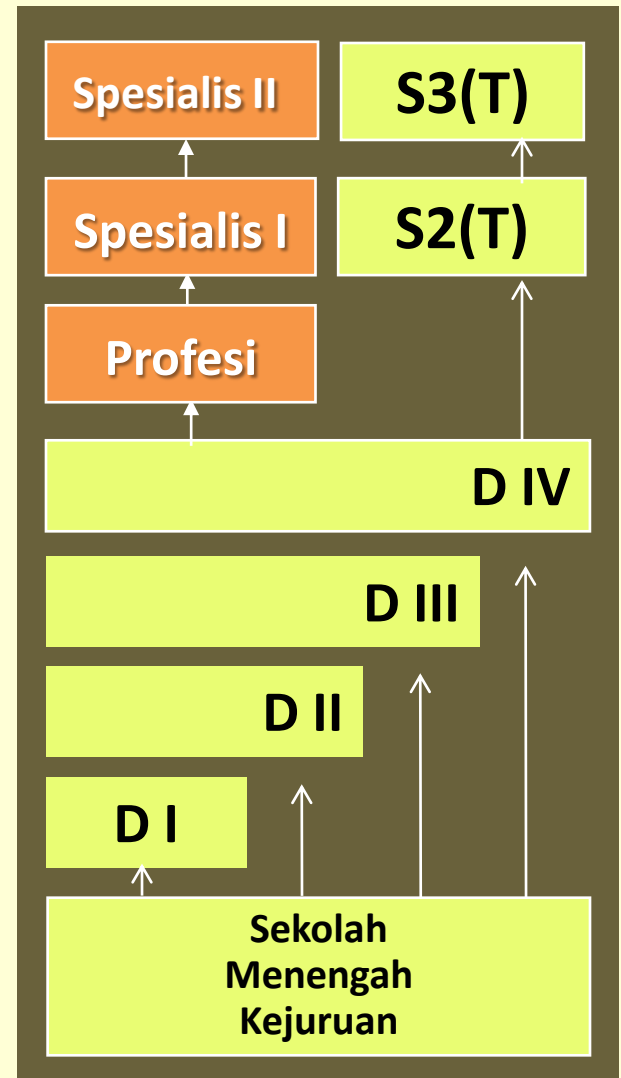 Spesialis II
S3(T)
Spesialis I
S2(T)
Profesi
D IV
D III
D II
D I
Sekolah
Menengah
Kejuruan